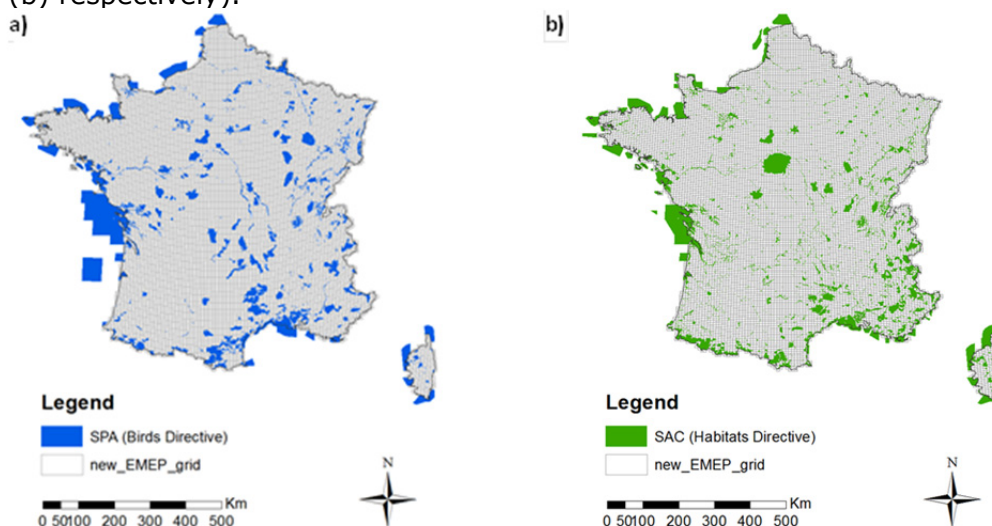 (b) respectively).
a)
b)
N
N
Legend
SPA (Birds Directive)
new_EMEP_grid
Km
0 50100 200 300 400 500
Legend
SAC (Habitats Directive)
new_EMEP_grid
Km
0 50100 200 300 400 500